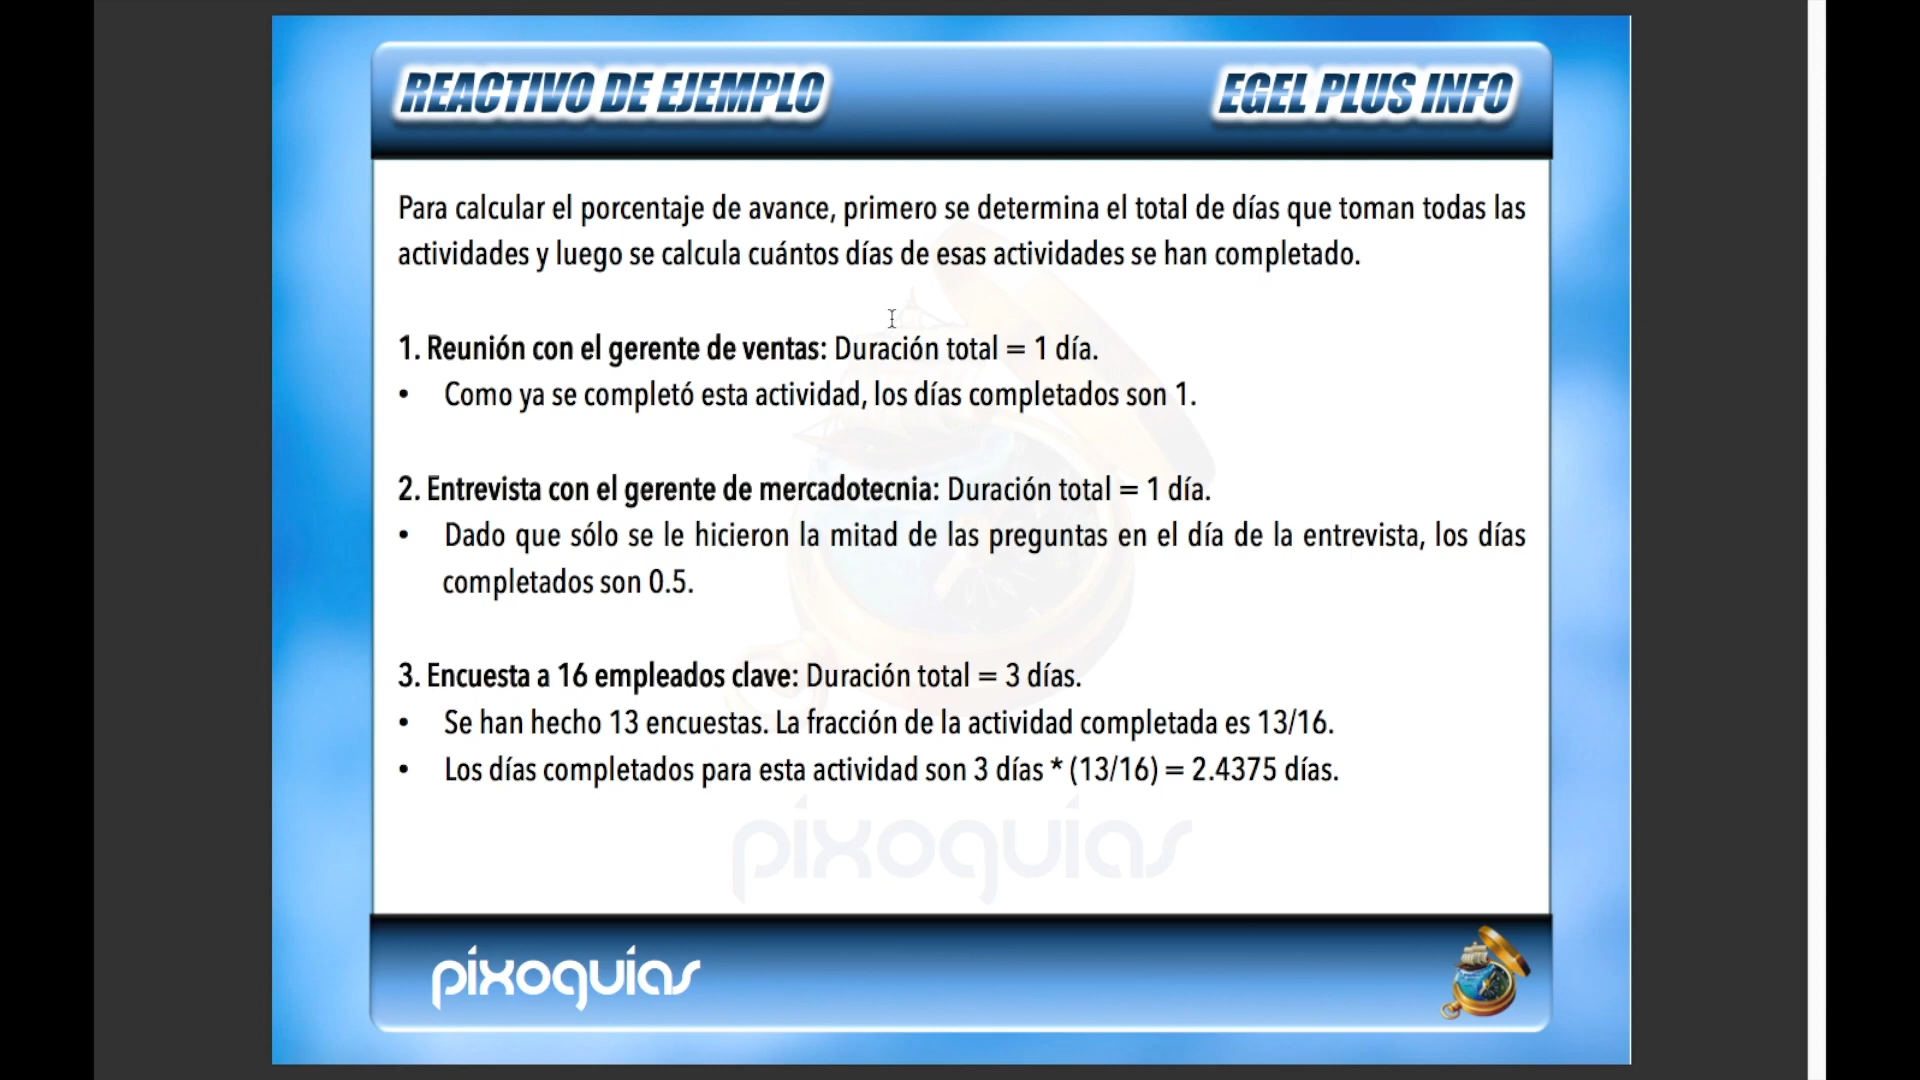 REACTIVO DE EJEMPLO
EGEL PLUS INFO
Para calcular el porcentaje de avance, primero se determina el total de días que toman todas las
actividades y luego se calcula cuántos días de esas actividades se han completado.
1. Reunión con el gerente de ventas: Duración total = 1 día.
• Como ya se completó esta actividad, los días completados son 1.
2. Entrevista con el gerente de mercadotecnia: Duración total = 1 día.
• Dado que sólo se le hicieron la mitad de las preguntas en el día de la entrevista, los días
completados son 0.5.
3. Encuesta a 16 empleados clave: Duración total = 3 días.
• Se han hecho 13 encuestas. La fracción de la actividad completada es 13/16.
• Los días completados para esta actividad son 3 días * (13/16) = 2.4375 días.
pixoguías
pixoguías